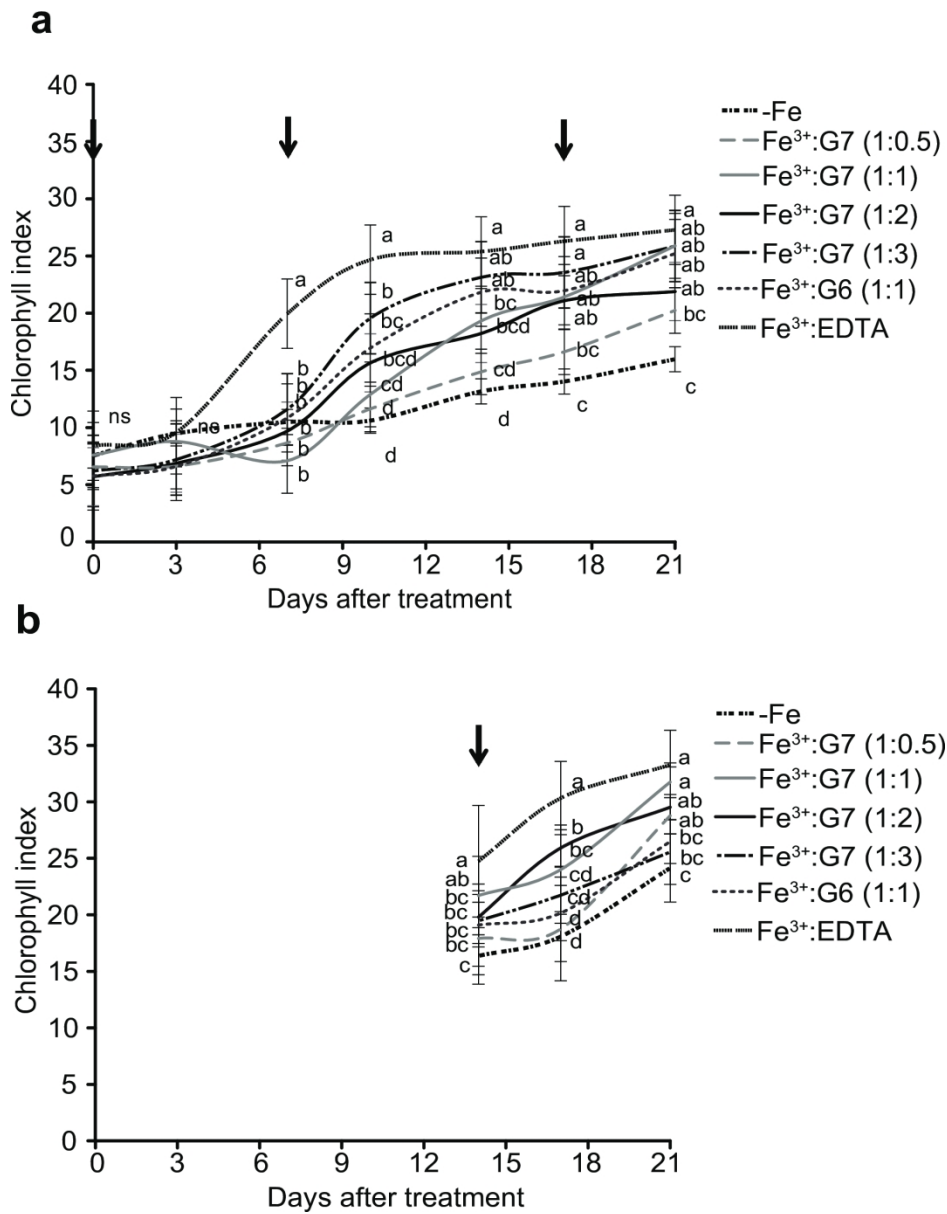 a
40
35
30
25
20
15
10
5
0
Chlorophyll index
0 3 6 9 12 15 18 21
Days after treatment
ns
ns
a
b
b
b
b
b
a
b
bc
bcd
cd
d
d
a
ab
ab
bc
bcd
cd
d
a
a
ab
ab
ab
bc
c
a
ab
ab
ab
ab
bc
c
-Fe
Fe³⁺:G7 (1:0.5)
Fe³⁺:G7 (1:1)
Fe³⁺:G7 (1:2)
Fe³⁺:G7 (1:3)
Fe³⁺:G6 (1:1)
Fe³⁺:EDTA
b
40
35
30
25
20
15
10
5
0
Chlorophyll index
0 3 6 9 12 15 18 21
Days after treatment
a
ab
bc
bc
bc
bc
c
a
b
bc
cd
cd
d
d
a
a
ab
ab
bc
bc
c
-Fe
Fe³⁺:G7 (1:0.5)
Fe³⁺:G7 (1:1)
Fe³⁺:G7 (1:2)
Fe³⁺:G7 (1:3)
Fe³⁺:G6 (1:1)
Fe³⁺:EDTA